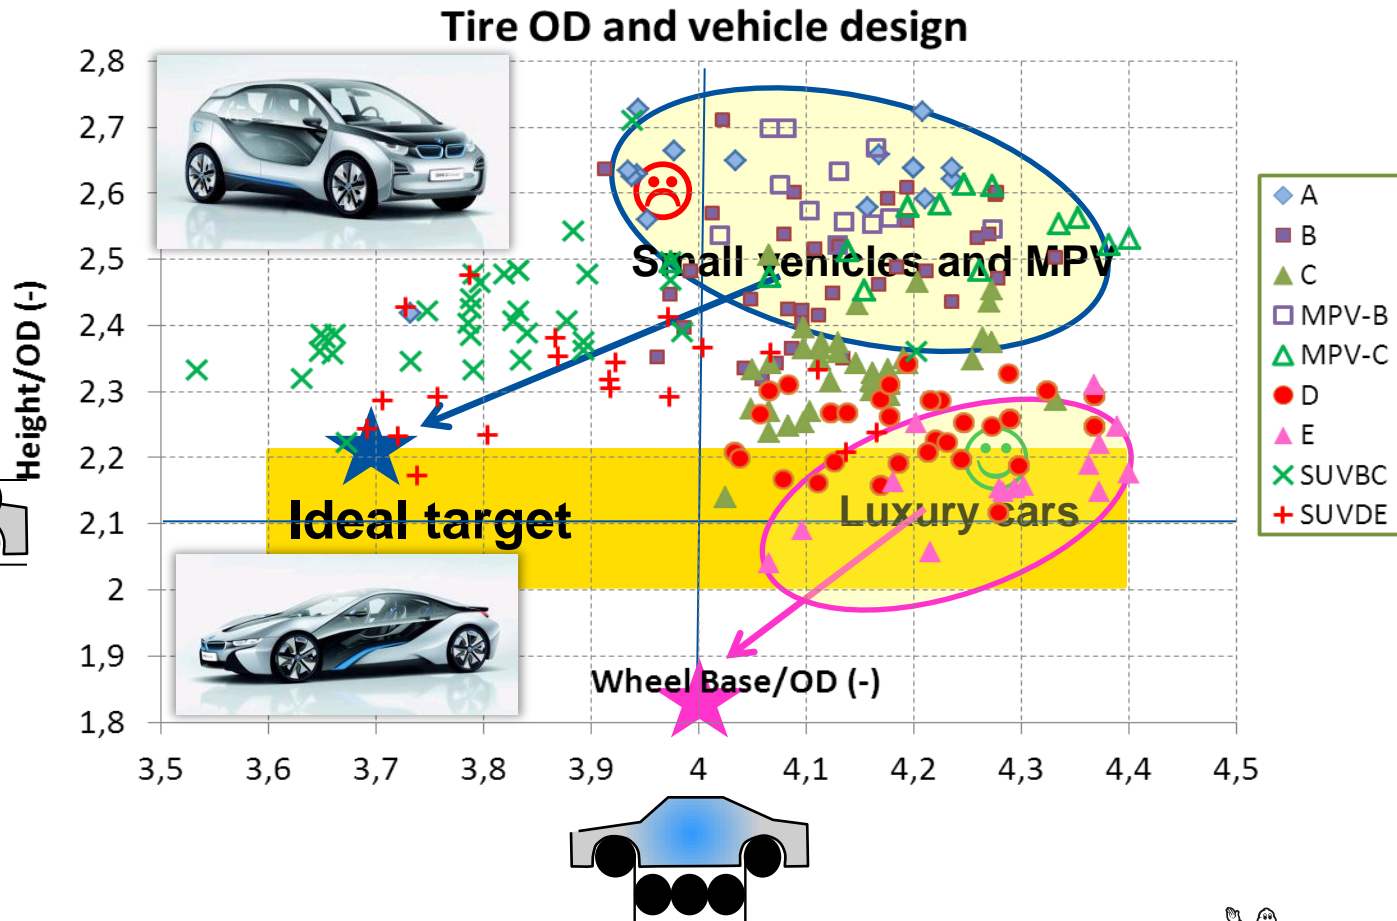 Tire OD and vehicle design
2,8
2,7
2,6
2,5
2,4
2,3
2,2
2,1
2
1,9
1,8
Height/OD (-)
Small vehicles and MPV
Ideal target
Luxury cars
Wheel Base/OD (-)
3,5 3,6 3,7 3,8 3,9 4 4,1 4,2 4,3 4,4 4,5
A
B
C
MPV-B
MPV-C
D
E
SUVBC
SUVDE